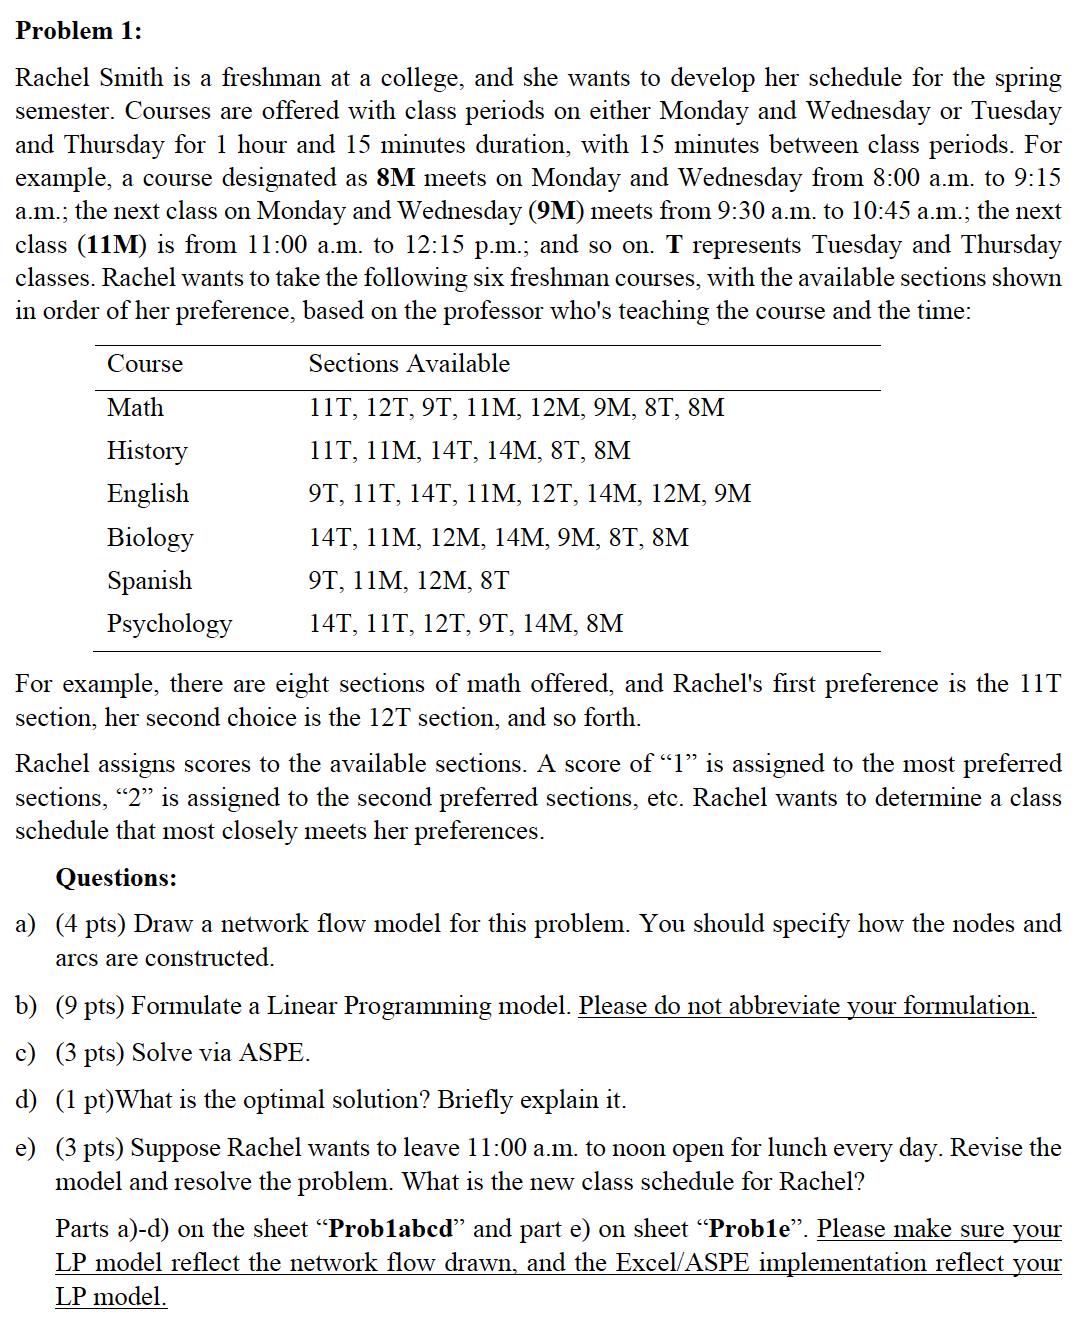 Problem 1:
Rachel Smith is a freshman at a college, and she wants to develop her schedule for the spring
semester. Courses are offered with class periods on either Monday and Wednesday or Tuesday
and Thursday for 1 hour and 15 minutes duration, with 15 minutes between class periods. For
example, a course designated as 8M meets on Monday and Wednesday from 8:00 a.m. to 9:15
a.m.; the next class on Monday and Wednesday (9M) meets from 9:30 a.m. to 10:45 a.m.; the next
class (11M) is from 11:00 a.m. to 12:15 p.m.; and so on. T represents Tuesday and Thursday
classes. Rachel wants to take the following six freshman courses, with the available sections shown
in order of her preference, based on the professor who's teaching the course and the time:
Course Sections Available
Math 11T, 12T, 9T, 11M, 12M, 9M, 8T, 8M
History 11T, 11M, 14T, 14M, 8T, 8M
English 9T, 11T, 14T, 11M, 12T, 14M, 12M, 9M
Biology 14T, 11M, 12M, 14M, 9M, 8T, 8M
Spanish 9T, 11M, 12M, 8T
Psychology 14T, 11T, 12T, 9T, 14M, 8M
For example, there are eight sections of math offered, and Rachel's first preference is the 11T
section, her second choice is the 12T section, and so forth.
Rachel assigns scores to the available sections. A score of “1” is assigned to the most preferred
sections, “2” is assigned to the second preferred sections, etc. Rachel wants to determine a class
schedule that most closely meets her preferences.
Questions:
a) (4 pts) Draw a network flow model for this problem. You should specify how the nodes and
arcs are constructed.
b) (9 pts) Formulate a Linear Programming model. Please do not abbreviate your formulation.
c) (3 pts) Solve via ASPE.
d) (1 pt)What is the optimal solution? Briefly explain it.
e) (3 pts) Suppose Rachel wants to leave 11:00 a.m. to noon open for lunch every day. Revise the
model and resolve the problem. What is the new class schedule for Rachel?
Parts a)-d) on the sheet “Prob1abcd” and part e) on sheet “Prob1e”. Please make sure your
LP model reflect the network flow drawn, and the Excel/ASPE implementation reflect your
LP model.